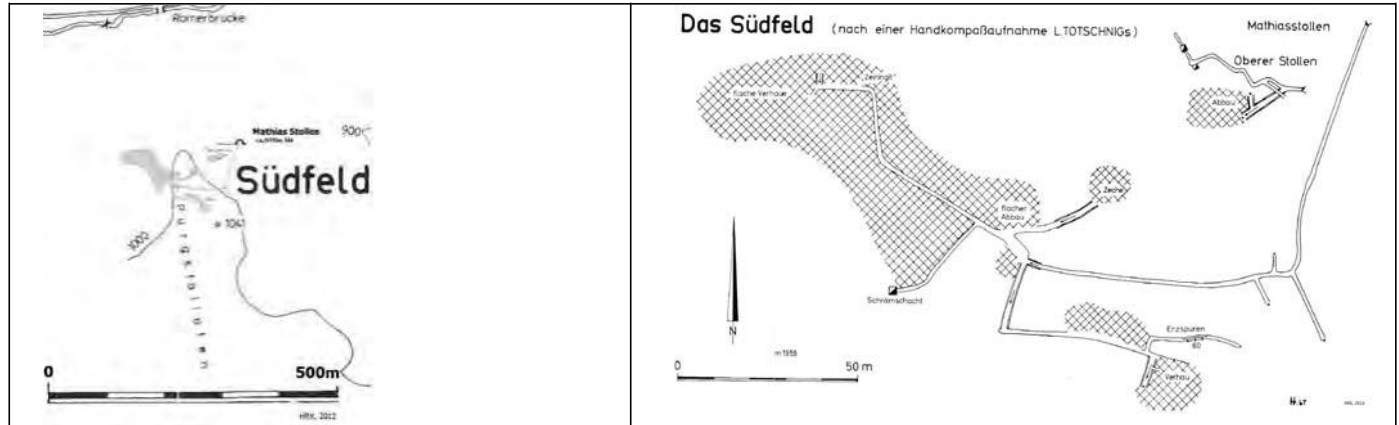 Römerbrücke
Mathias Stollen
900
Südfeld
1041
1000
0 500m
HRK, 2012
Das Südfeld (nach einer Handkompaßaufnahme L.TOTSCHNIGs)
Mathiasstollen
Oberer Stollen
Abbau
flache Verhaue
Zeche
flacher
Abbau
Schrämschacht
N
Erzspuren
60
Verhau
0 50 m